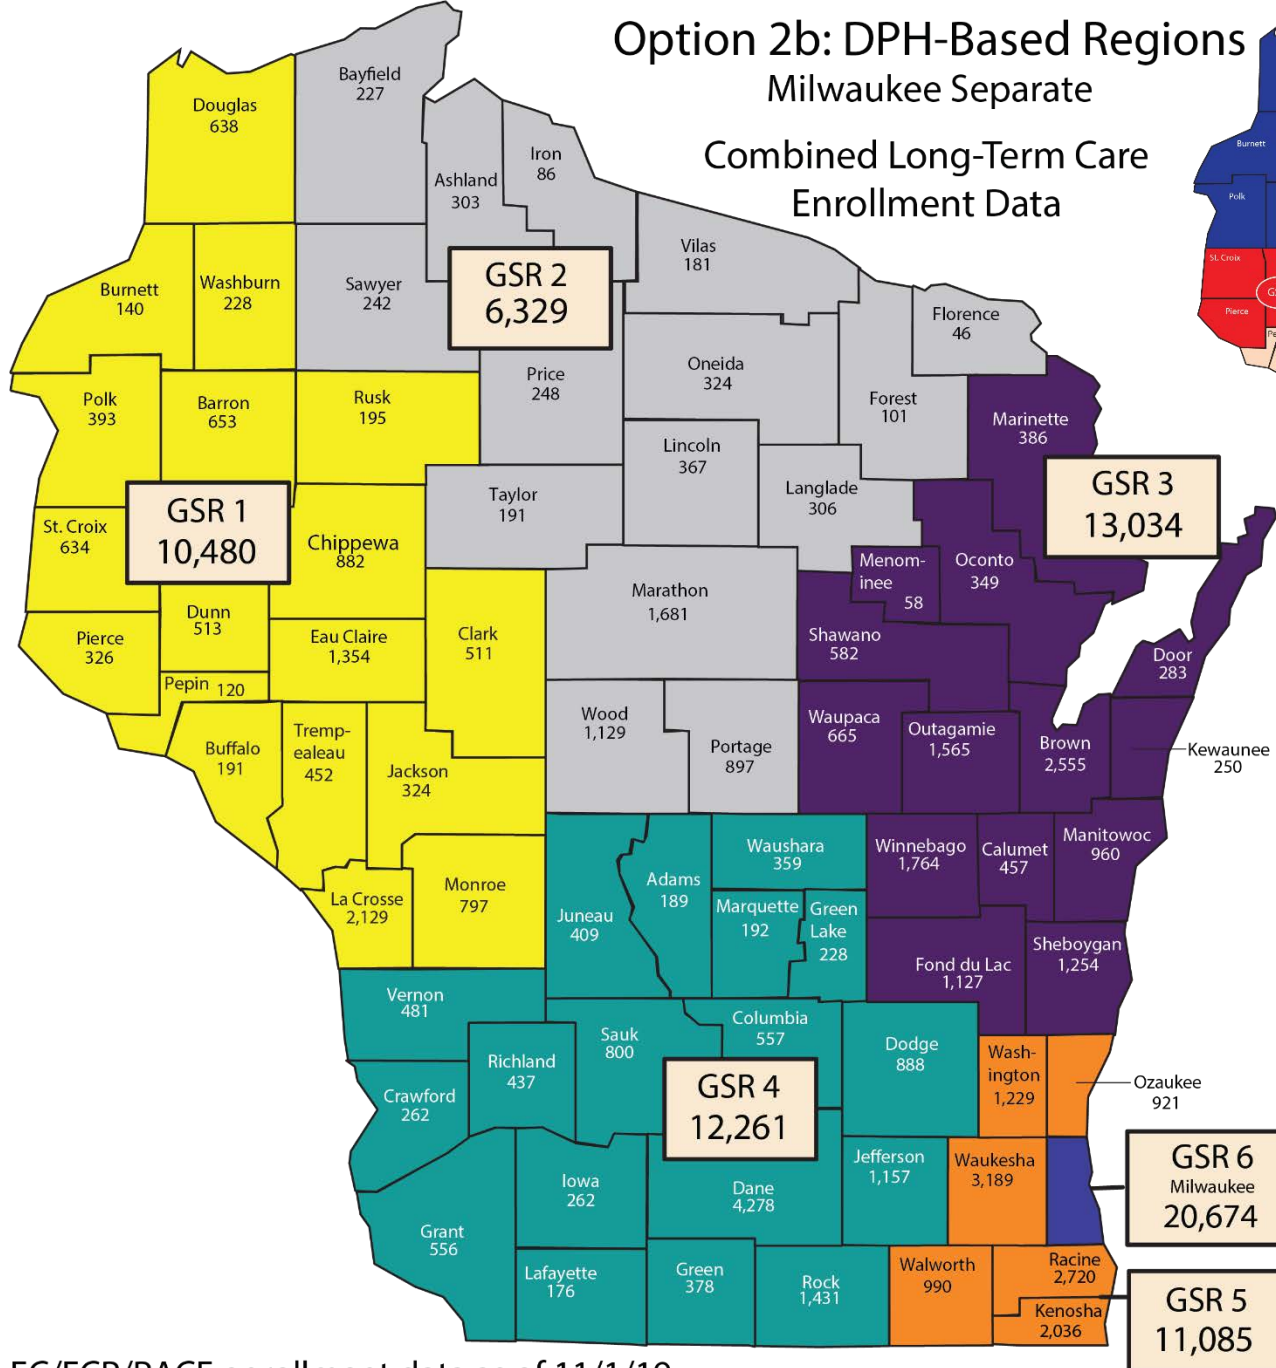 Option 2b: DPH-Based Regions
Milwaukee Separate
Combined Long-Term Care
Enrollment Data
Bayfield
227
Douglas
638
Iron
86
Ashland
303
Burnett
Polk
St. Croix
Pierce
Vilas
181
Washburn
228
Burnett
140
Sawyer
242
GSR 2
6,329
Florence
46
Oneida
324
Price
248
Forest
101
Polk
393
Barron
653
Rusk
195
Marinette
386
Lincoln
367
GSR 3
13,034
Taylor
191
Langlade
306
GSR 1
10,480
St. Croix
634
Chippewa
882
Menom-
inee
58
Oconto
349
Marathon
1,681
Dunn
513
Pierce
326
Eau Claire
1,354
Clark
511
Shawano
582
Door
283
Pepin 120
Wood
1,129
Waupaca
665
Outagamie
1,565
Brown
2,555
Kewaunee
250
Buffalo
191
Tremp-
ealeau
452
Jackson
324
Portage
897
Waushara
359
Winnebago
1,764
Calumet
457
Manitowoc
960
La Crosse
2,129
Monroe
797
Juneau
409
Adams
189
Marquette
192
Green
Lake
228
Sheboygan
1,254
Fond du Lac
1,127
Vernon
481
Sauk
800
Columbia
557
Dodge
888
Wash-
ington
1,229
Ozaukee
921
Richland
437
Crawford
262
GSR 4
12,261
Jefferson
1,157
Waukesha
3,189
GSR 6
Milwaukee
20,674
Iowa
262
Dane
4,278
Grant
556
Lafayette
176
Green
378
Rock
1,431
Walworth
990
Racine
2,720
Kenosha
2,036
GSR 5
11,085